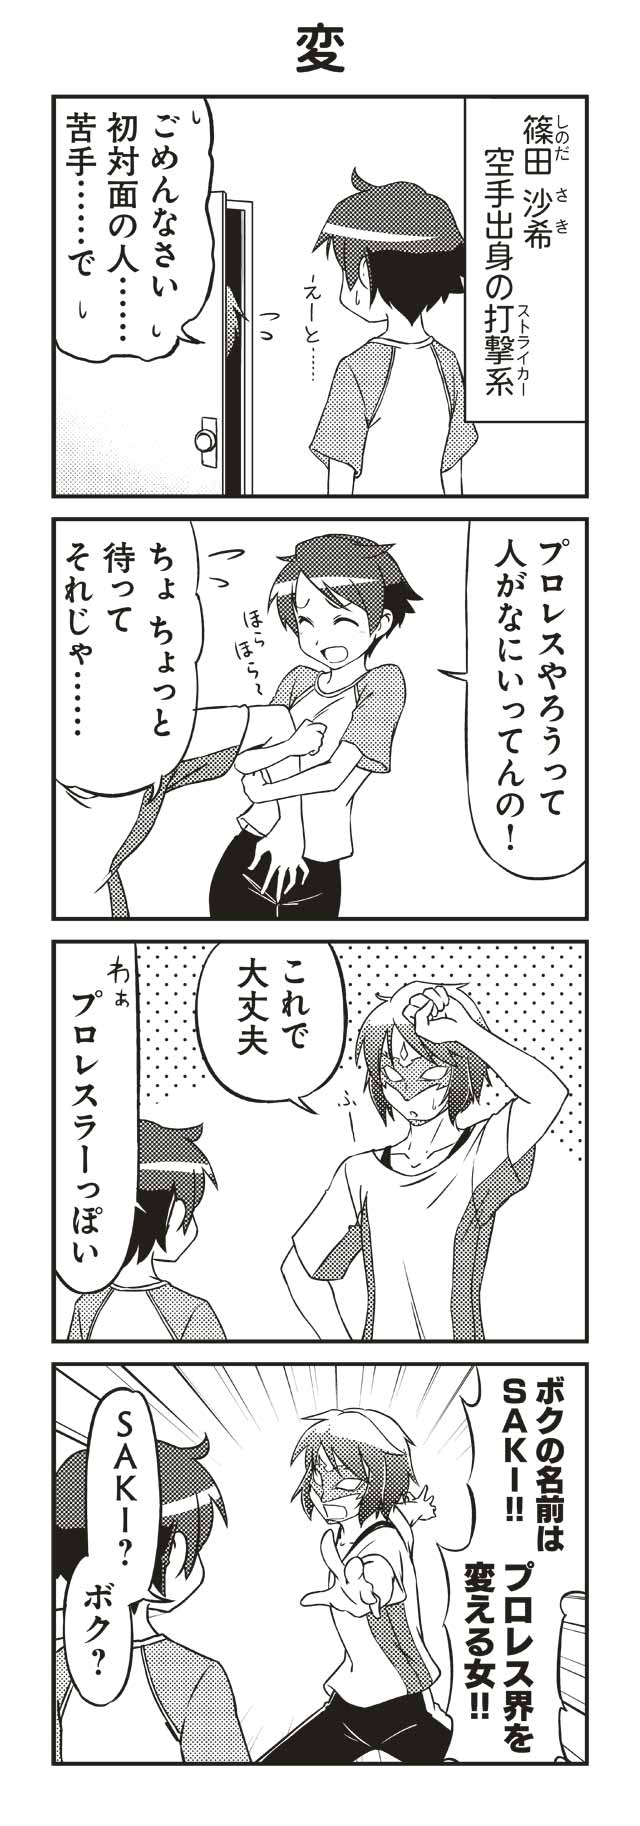 変
篠田 沙希
しのだ さき
空手出身の打撃系
ストライカー
えーと……
ごめんなさい
初対面の人……
苦手……で
プロレスやろうって
人がなにいってんの！
ほらほら〜
ちょ ちょっと
待って
それじゃ……
ふー
これで
大丈夫
わぁ
プロレスラーっぽい
ボクの名前は
SAKI!!
プロレス界を
変える女!!
SAKI？
ボク？